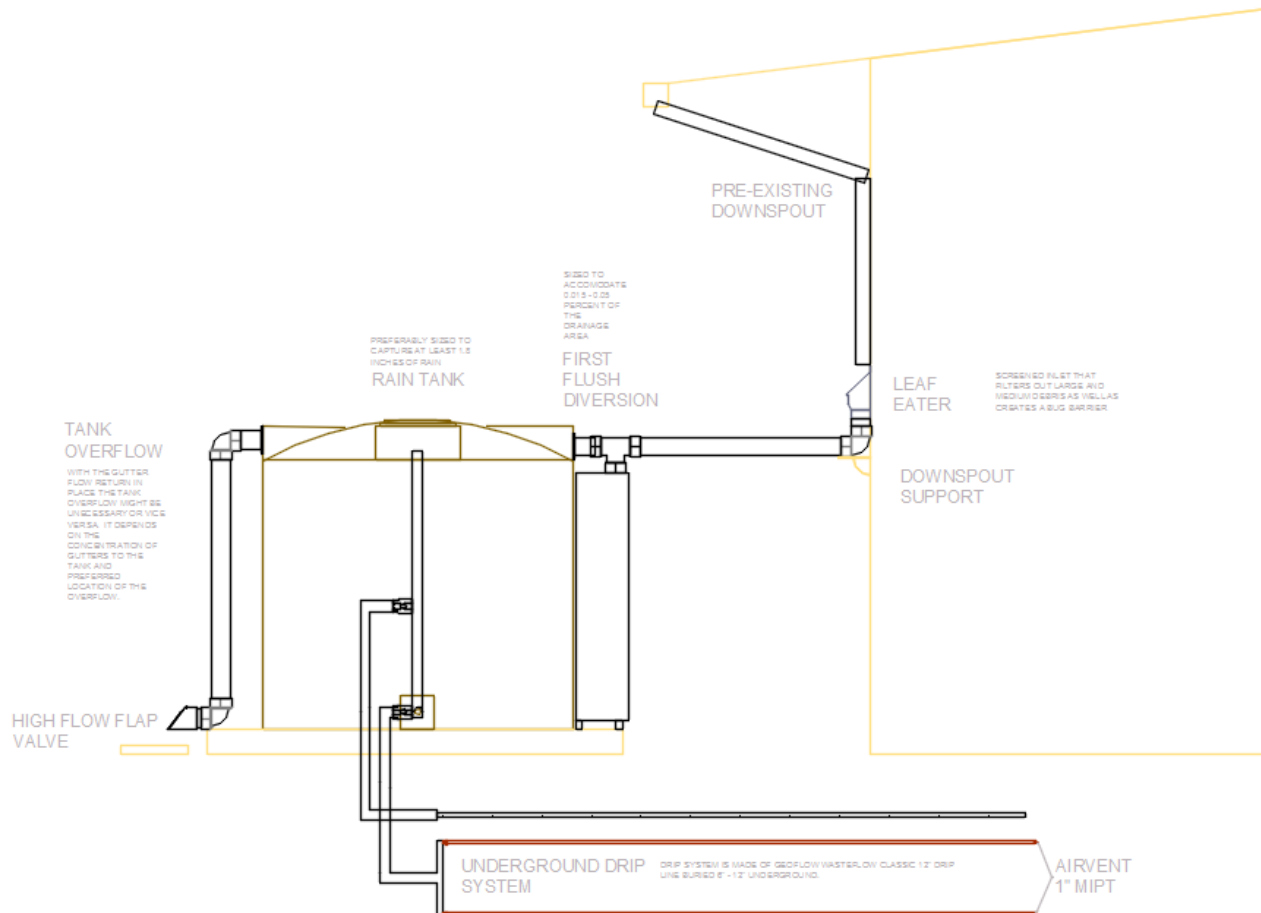 PRE-EXISTING
DOWNSPOUT
SIZED TO
ACCOMODATE
0.015 - 0.03
PERCENT OF
THE
DRAINAGE
AREA
FIRST
FLUSH
DIVERSION
PREFERABLY SIZED TO
CAPTURE AT LEAST 1.5
INCHES OF RAIN
RAIN TANK
LEAF
EATER
SCREENED INLET THAT
FILTERS OUT LARGE AND
MEDIUM DEBRIS AS WELL AS
CREATES A BUG BARRIER
TANK
OVERFLOW
WITH THE GUTTER
FLOW RETURN IN
PLACE THE TANK
OVERFLOW MIGHT BE
UNECESSARY OR VICE
VERSA. IT DEPENDS
ON THE
CONCENTRATION OF
GUTTERS TO THE
TANK AND
PREFERRED
LOCATION OF THE
OVERFLOW.
DOWNSPOUT
SUPPORT
HIGH FLOW FLAP
VALVE
UNDERGROUND DRIP
SYSTEM
DRIP SYSTEM IS MADE OF GEOFLOW WASTEFLOW CLASSIC 12" DRIP
LINE BURIED 6" - 12" UNDERGROUND.
AIRVENT
1" MIPT